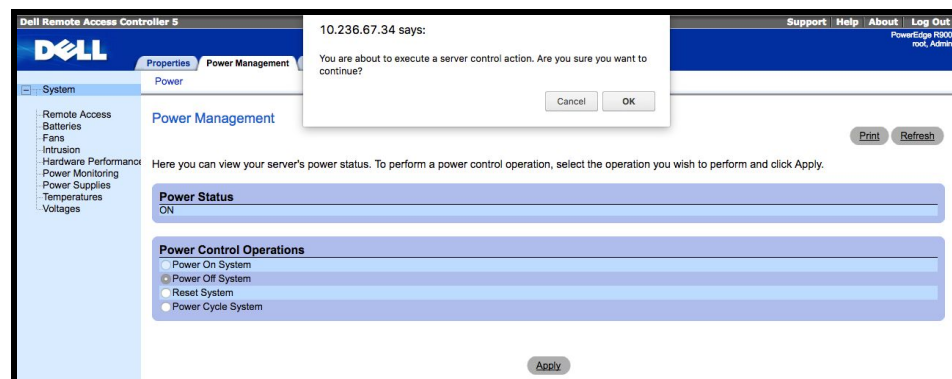 Dell Remote Access Controller 5
Support Help About Log Out
DELL
PowerEdge R900
root, Admin
10.236.67.34 says:
You are about to execute a server control action. Are you sure you want to
continue?
Cancel OK
Properties Power Management
Power
System
Remote Access
Batteries
Fans
Intrusion
Hardware Performance
Power Monitoring
Power Supplies
Temperatures
Voltages
Power Management
Print Refresh
Here you can view your server's power status. To perform a power control operation, select the operation you wish to perform and click Apply.
Power Status
ON
Power Control Operations
Power On System
Power Off System
Reset System
Power Cycle System
Apply